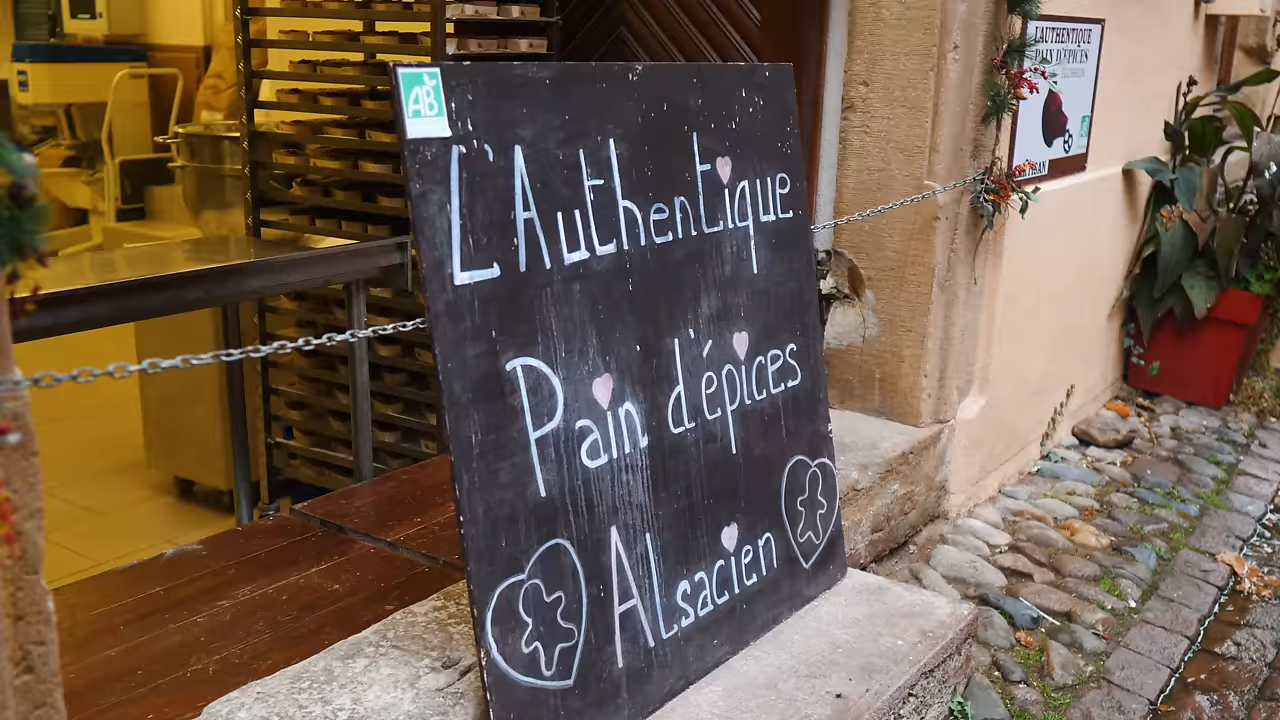 AB
L'Authentique
Pain d'épices
Alsacien
L'AUTHENTIQUE
PAIN D'ÉPICES
ARTISAN